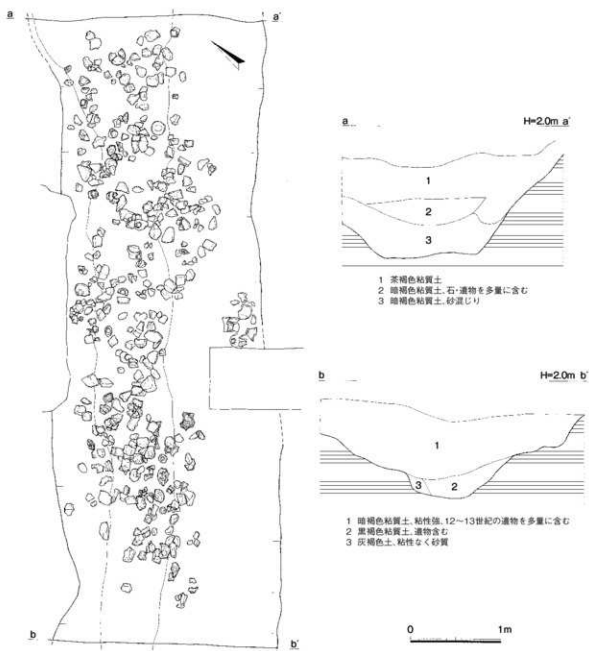 a a'
b b'
a H=2.0m a'
1
2
3
1 茶褐色粘質土
2 暗褐色粘質土、石・遺物を多量に含む
3 暗褐色粘質土、砂混じり
b H=2.0m b'
1
3 2
1 暗褐色粘質土、粘性強、12〜13世紀の遺物を多量に含む
2 黒褐色粘質土、遺物含む
3 灰褐色土、粘性なく砂質
0 1m